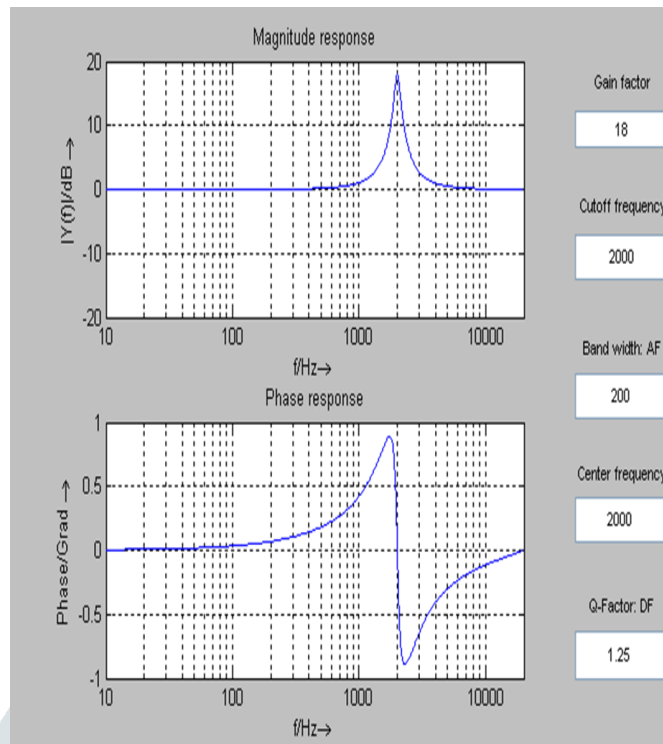 Magnitude response
20
10
0
-10
-20
|Y(f)|/dB →
10 100 1000 10000
f/Hz→
Phase response
1
0.5
0
-0.5
-1
Phase/Grad →
10 100 1000 10000
f/Hz→
Gain factor
18
Cutoff frequency
2000
Band width: AF
200
Center frequency
2000
Q-Factor: DF
1.25